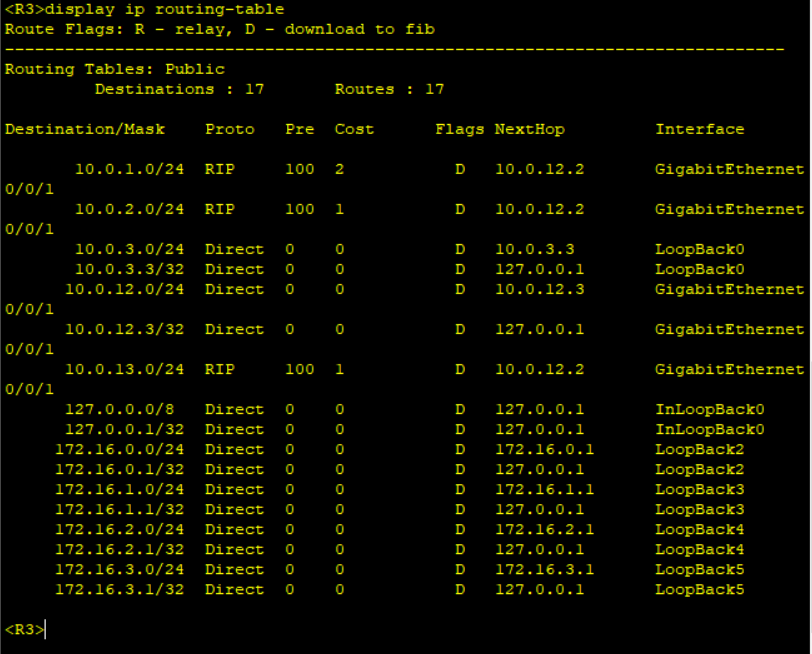 <R3>display ip routing-table
Route Flags: R - relay, D - download to fib
------------------------------------------------------------------------------
Routing Tables: Public
         Destinations : 17       Routes : 17

Destination/Mask    Proto   Pre  Cost      Flags NextHop         Interface

       10.0.1.0/24  RIP     100  2           D   10.0.12.2       GigabitEthernet
0/0/1
       10.0.2.0/24  RIP     100  1           D   10.0.12.2       GigabitEthernet
0/0/1
       10.0.3.0/24  Direct  0    0           D   10.0.3.3        LoopBack0
       10.0.3.3/32  Direct  0    0           D   127.0.0.1       LoopBack0
      10.0.12.0/24  Direct  0    0           D   10.0.12.3       GigabitEthernet
0/0/1
      10.0.12.3/32  Direct  0    0           D   127.0.0.1       GigabitEthernet
0/0/1
      10.0.13.0/24  RIP     100  1           D   10.0.12.2       GigabitEthernet
0/0/1
      127.0.0.0/8   Direct  0    0           D   127.0.0.1       InLoopBack0
      127.0.0.1/32  Direct  0    0           D   127.0.0.1       InLoopBack0
     172.16.0.0/24  Direct  0    0           D   172.16.0.1      LoopBack2
     172.16.0.1/32  Direct  0    0           D   127.0.0.1       LoopBack2
     172.16.1.0/24  Direct  0    0           D   172.16.1.1      LoopBack3
     172.16.1.1/32  Direct  0    0           D   127.0.0.1       LoopBack3
     172.16.2.0/24  Direct  0    0           D   172.16.2.1      LoopBack4
     172.16.2.1/32  Direct  0    0           D   127.0.0.1       LoopBack4
     172.16.3.0/24  Direct  0    0           D   172.16.3.1      LoopBack5
     172.16.3.1/32  Direct  0    0           D   127.0.0.1       LoopBack5

<R3>